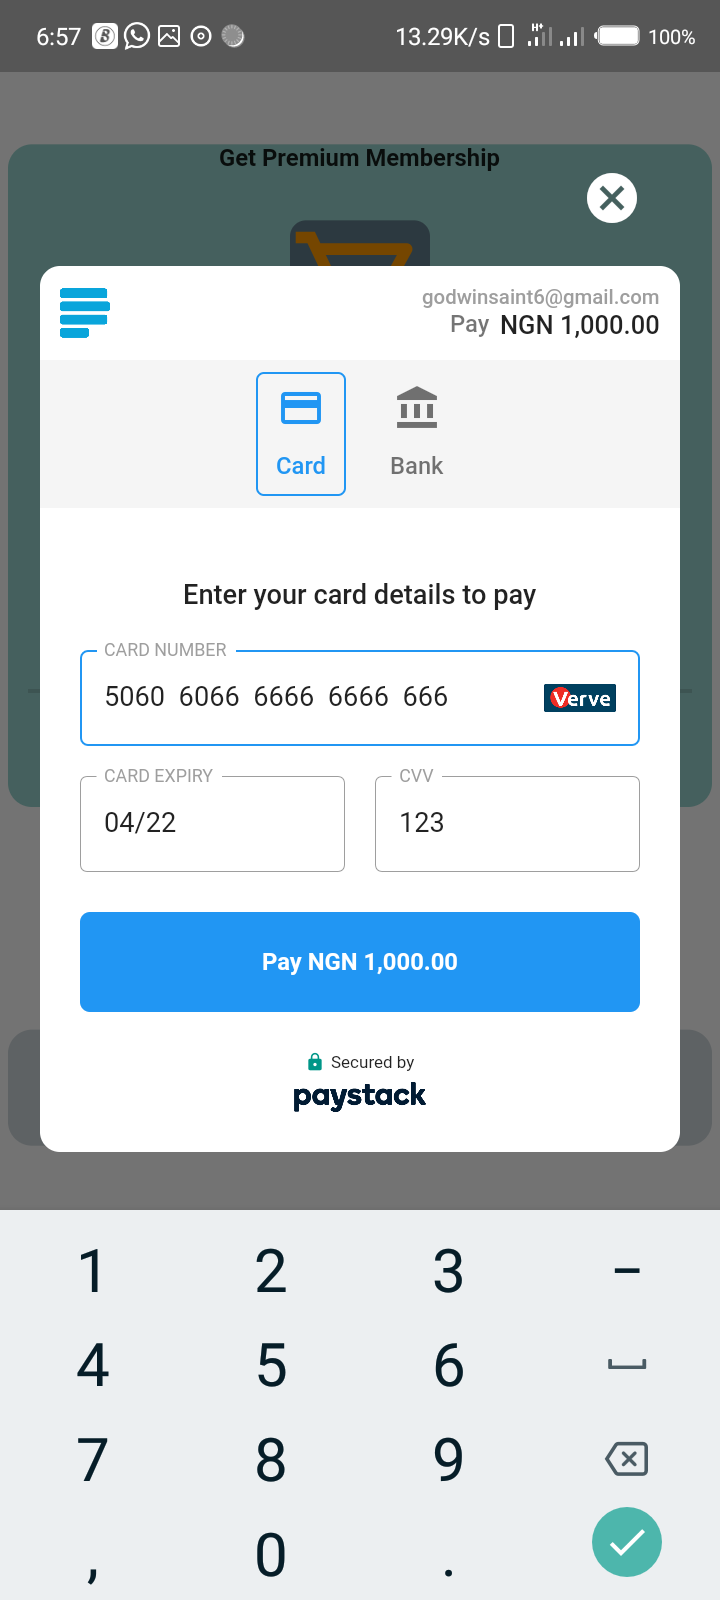 6:57 13.29K/s H+ 100%
Get Premium Membership
godwinsaint6@gmail.com
Pay NGN 1,000.00
Card Bank
Enter your card details to pay
CARD NUMBER
5060 6066 6666 6666 666 Verve
CARD EXPIRY CVV
04/22 123
Pay NGN 1,000.00
Secured by
paystack
1 2 3 –
4 5 6
7 8 9
, 0 .